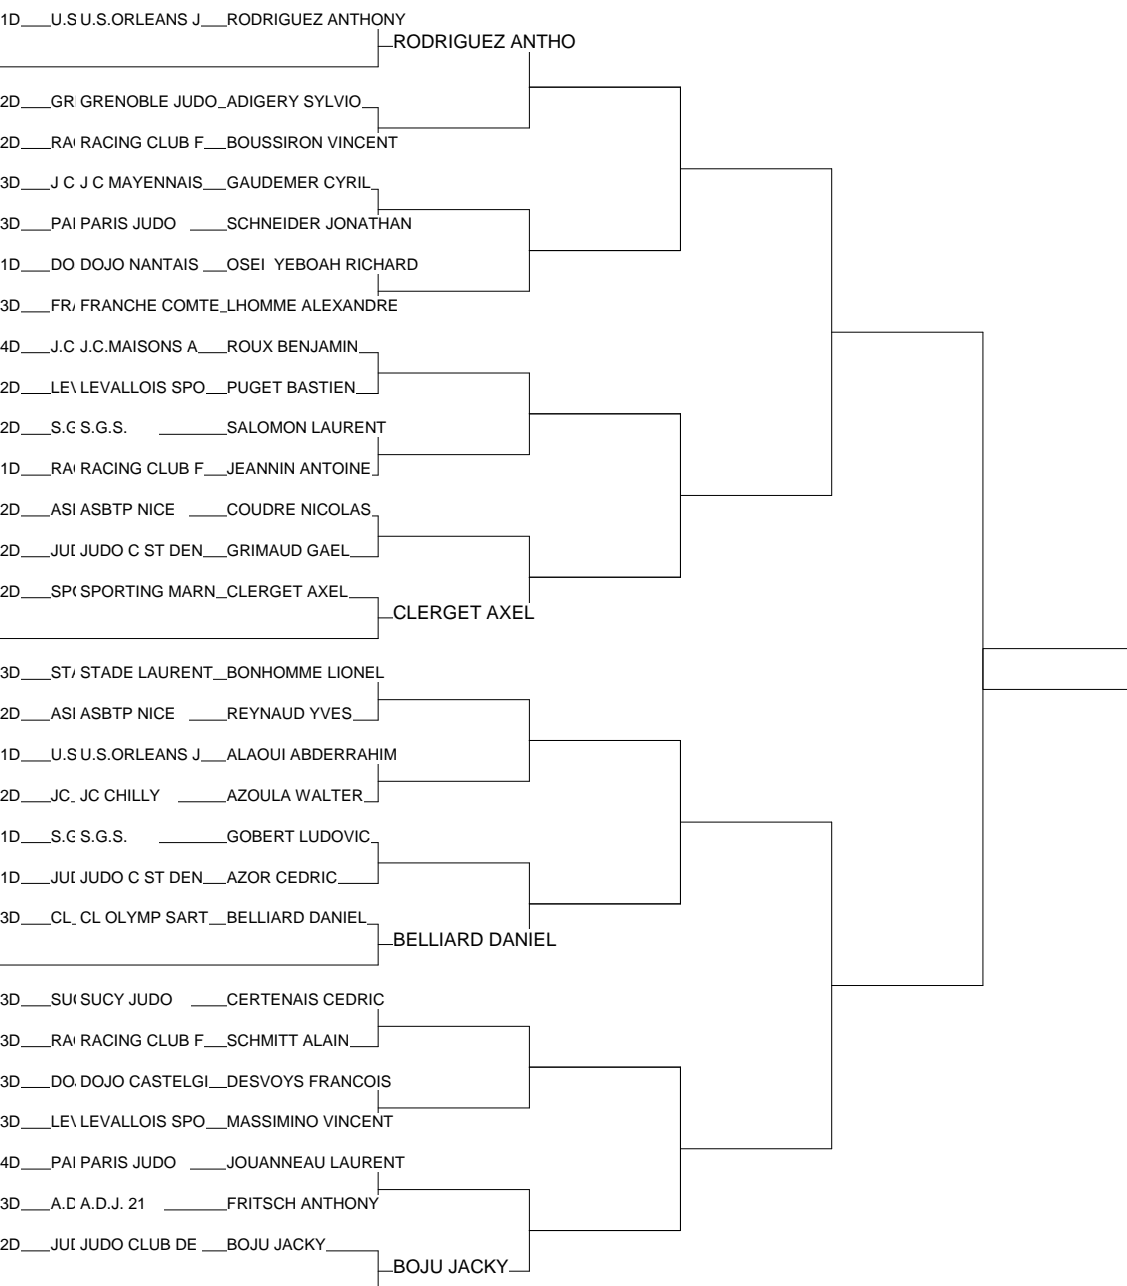 1D U.S U.S.ORLEANS J RODRIGUEZ ANTHONY
RODRIGUEZ ANTHO
2D GR GRENOBLE JUDO ADIGERY SYLVIO
2D RA RACING CLUB F BOUSSIRON VINCENT
3D J C J C MAYENNAIS GAUDEMER CYRIL
3D PA PARIS JUDO SCHNEIDER JONATHAN
1D DO DOJO NANTAIS OSEI YEBOAH RICHARD
3D FR FRANCHE COMTE LHOMME ALEXANDRE
4D J.C J.C.MAISONS A ROUX BENJAMIN
2D LE LEVALLOIS SPO PUGET BASTIEN
2D S.G S.G.S. SALOMON LAURENT
1D RA RACING CLUB F JEANNIN ANTOINE
2D AS ASBTP NICE COUDRE NICOLAS
2D JU JUDO C ST DEN GRIMAUD GAEL
2D SP SPORTING MARN CLERGET AXEL
CLERGET AXEL
3D ST STADE LAURENT BONHOMME LIONEL
2D AS ASBTP NICE REYNAUD YVES
1D U.S U.S.ORLEANS J ALAOUI ABDERRAHIM
2D JC JC CHILLY AZOULA WALTER
1D S.G S.G.S. GOBERT LUDOVIC
1D JU JUDO C ST DEN AZOR CEDRIC
3D CL CL OLYMP SART BELLIARD DANIEL
BELLIARD DANIEL
3D SU SUCY JUDO CERTENAIS CEDRIC
3D RA RACING CLUB F SCHMITT ALAIN
3D DO DOJO CASTELGI DESVOYS FRANCOIS
3D LE LEVALLOIS SPO MASSIMINO VINCENT
4D PA PARIS JUDO JOUANNEAU LAURENT
3D A.D A.D.J. 21 FRITSCH ANTHONY
2D JU JUDO CLUB DE BOJU JACKY
BOJU JACKY